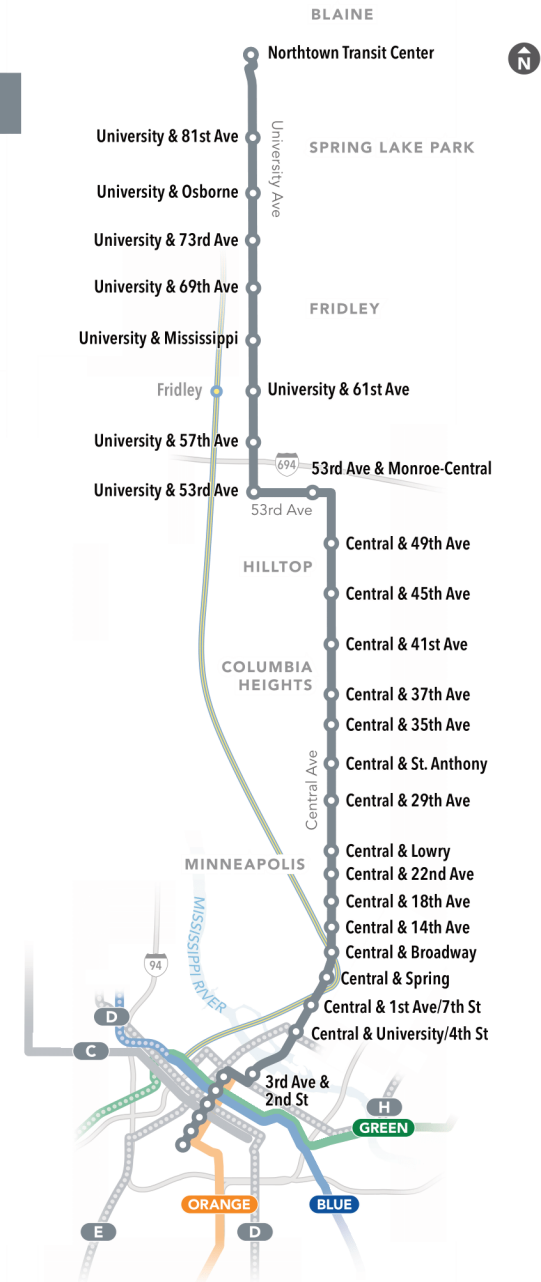 BLAINE
Northtown Transit Center
N
University & 81st Ave
University Ave
SPRING LAKE PARK
University & Osborne
University & 73rd Ave
University & 69th Ave
FRIDLEY
University & Mississippi
Fridley
University & 61st Ave
University & 57th Ave
694
53rd Ave & Monroe-Central
University & 53rd Ave
53rd Ave
Central & 49th Ave
HILLTOP
Central & 45th Ave
Central & 41st Ave
COLUMBIA
HEIGHTS
Central & 37th Ave
Central & 35th Ave
Central Ave
Central & St. Anthony
Central & 29th Ave
Central & Lowry
MINNEAPOLIS
Central & 22nd Ave
Central & 18th Ave
Central & 14th Ave
Central & Broadway
MISSISSIPPI RIVER
94
Central & Spring
Central & 1st Ave/7th St
D
Central & University/4th St
C
3rd Ave &
2nd St
H
GREEN
ORANGE
BLUE
E
D